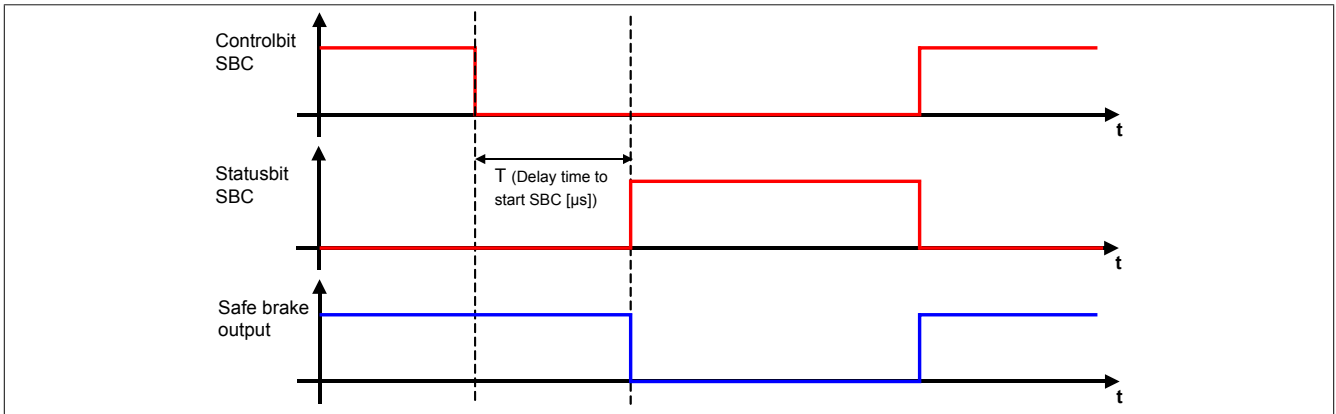 Controlbit
SBC
t
Statusbit
SBC
T (Delay time to
start SBC [µs])
t
Safe brake
output
t